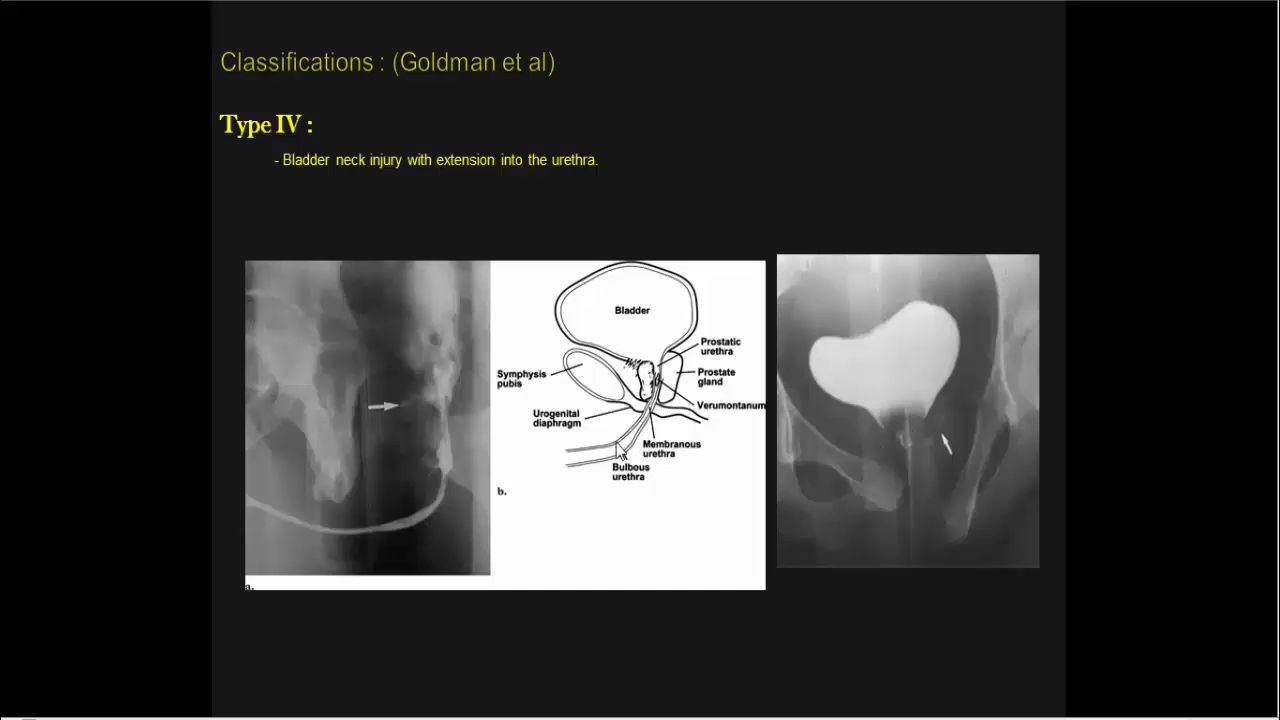 Classifications : (Goldman et al)
Type IV :
- Bladder neck injury with extension into the urethra.
Bladder
Prostatic
urethra
Symphysis
pubis
Prostate
gland
Verumontanum
Urogenital
diaphragm
Membranous
urethra
Bulbous
urethra
b.
a.